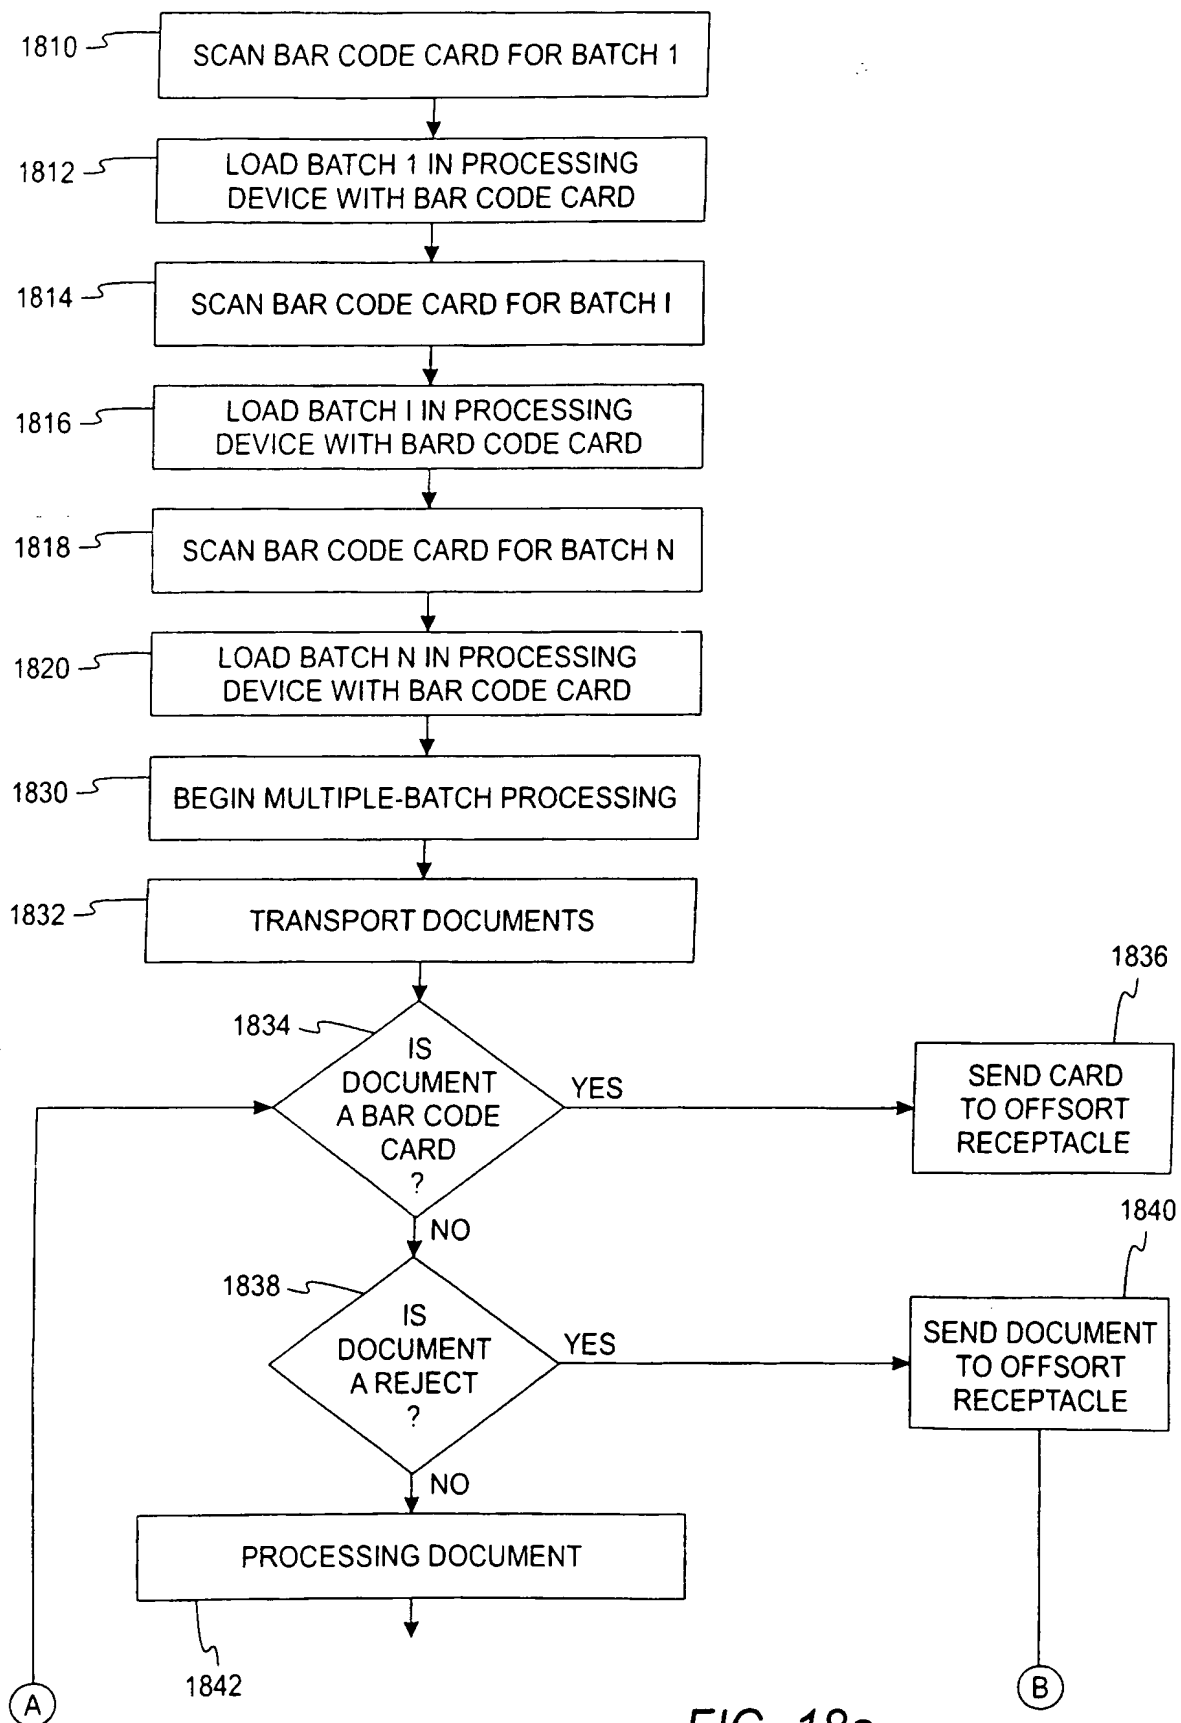 1810
SCAN BAR CODE CARD FOR BATCH 1
1812
LOAD BATCH 1 IN PROCESSING
DEVICE WITH BAR CODE CARD
1814
SCAN BAR CODE CARD FOR BATCH I
1816
LOAD BATCH I IN PROCESSING
DEVICE WITH BARD CODE CARD
1818
SCAN BAR CODE CARD FOR BATCH N
1820
LOAD BATCH N IN PROCESSING
DEVICE WITH BAR CODE CARD
1830
BEGIN MULTIPLE-BATCH PROCESSING
1832
TRANSPORT DOCUMENTS
1834
IS
DOCUMENT
A BAR CODE
CARD
?
YES
NO
1836
SEND CARD
TO OFFSORT
RECEPTACLE
1838
IS
DOCUMENT
A REJECT
?
YES
NO
1840
SEND DOCUMENT
TO OFFSORT
RECEPTACLE
PROCESSING DOCUMENT
1842
A
B
FIG. 18a